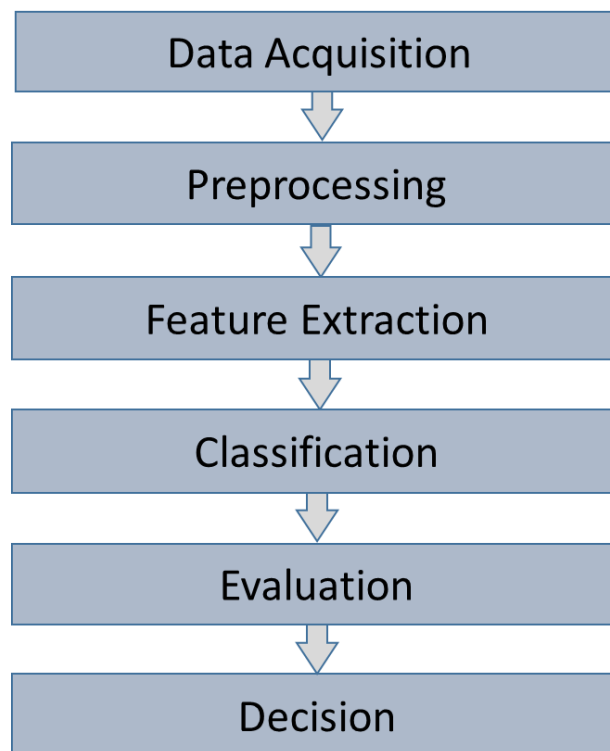 Data Acquisition
Preprocessing
Feature Extraction
Classification
Evaluation
Decision